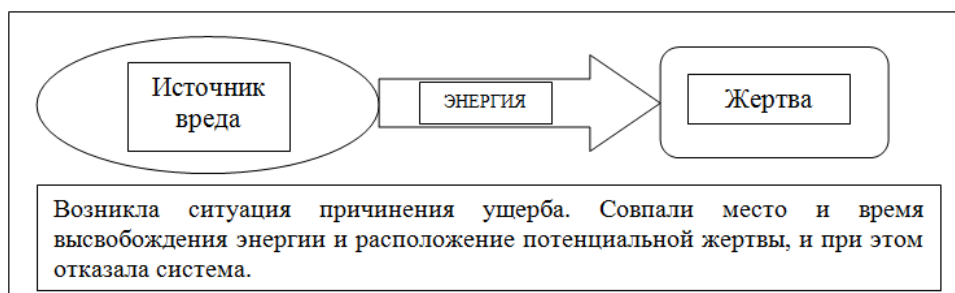 Источник
вреда
ЭНЕРГИЯ
Жертва
Возникла ситуация причинения ущерба. Совпали место и время
высвобождения энергии и расположение потенциальной жертвы, и при этом
отказала система.